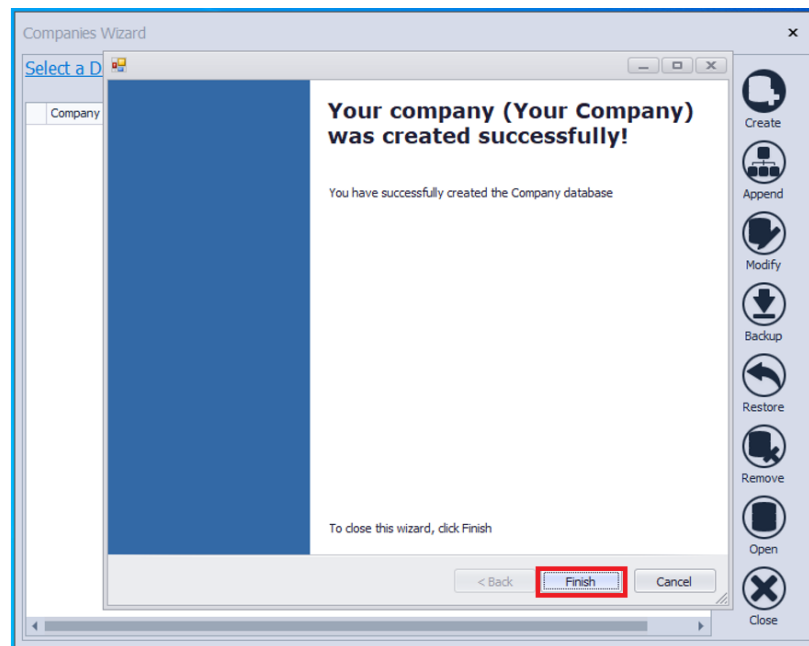 Companies Wizard
Select a D
Company
Your company (Your Company)
was created successfully!
You have successfully created the Company database
To close this wizard, click Finish
< Back
Finish
Cancel
Create
Append
Modify
Backup
Restore
Remove
Open
Close